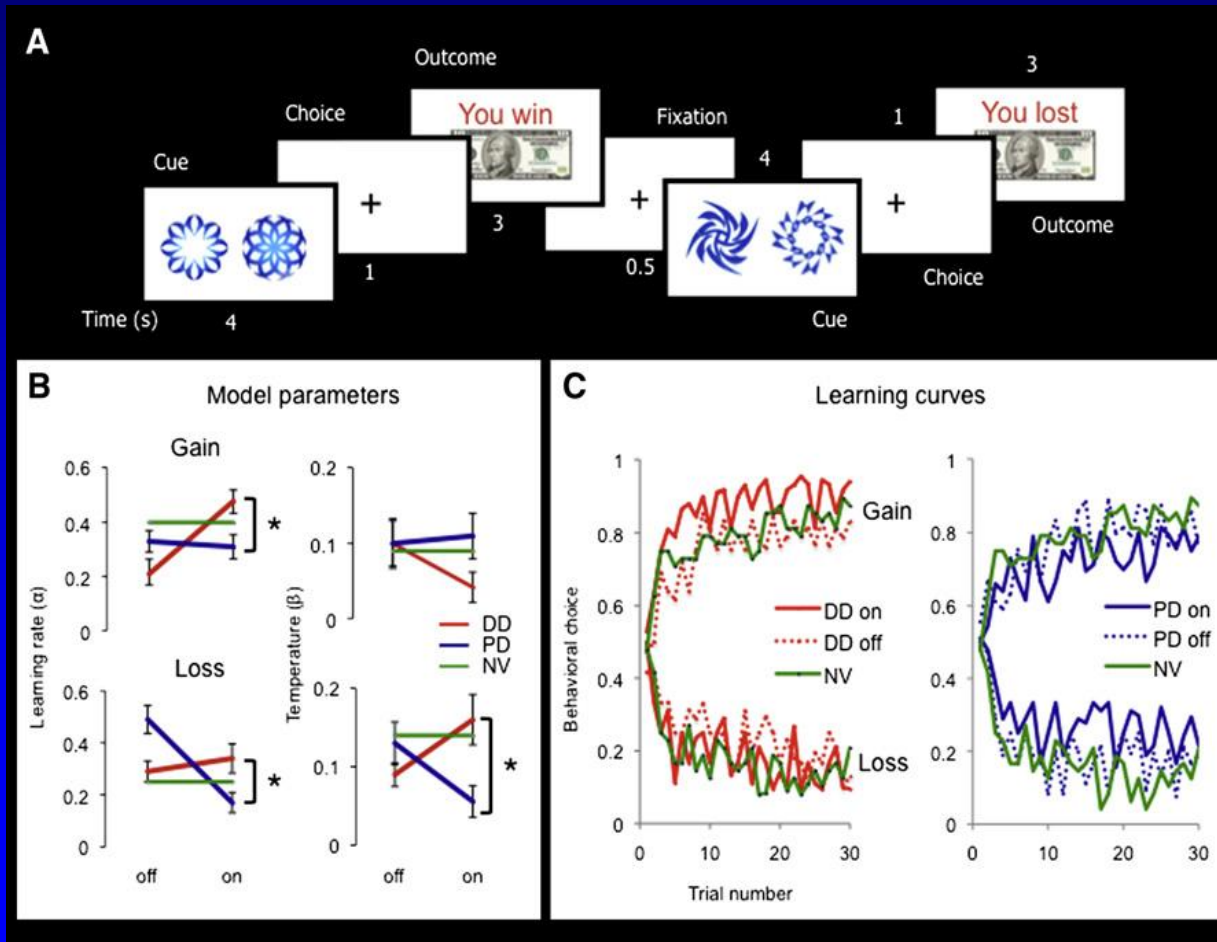 A
Cue
Choice
Outcome
You win
Fixation
4
1
3
You lost
3
0.5
1
Outcome
Choice
Cue
Time (s)
4
B
Model parameters
Gain
0.6
0.4
0.2
0
*
Learning rate (α)
0.2
0.1
0
Temperature (β)
DD
PD
NV
Loss
0.6
0.4
0.2
0
*
0.2
0.1
0
*
off
on
off
on
C
Learning curves
1
0.8
0.6
0.4
0.2
0
Behavioral choice
Gain
DD on
DD off
NV
Loss
0
10
20
30
Trial number
1
0.8
0.6
0.4
0.2
0
PD on
PD off
NV
0
10
20
30